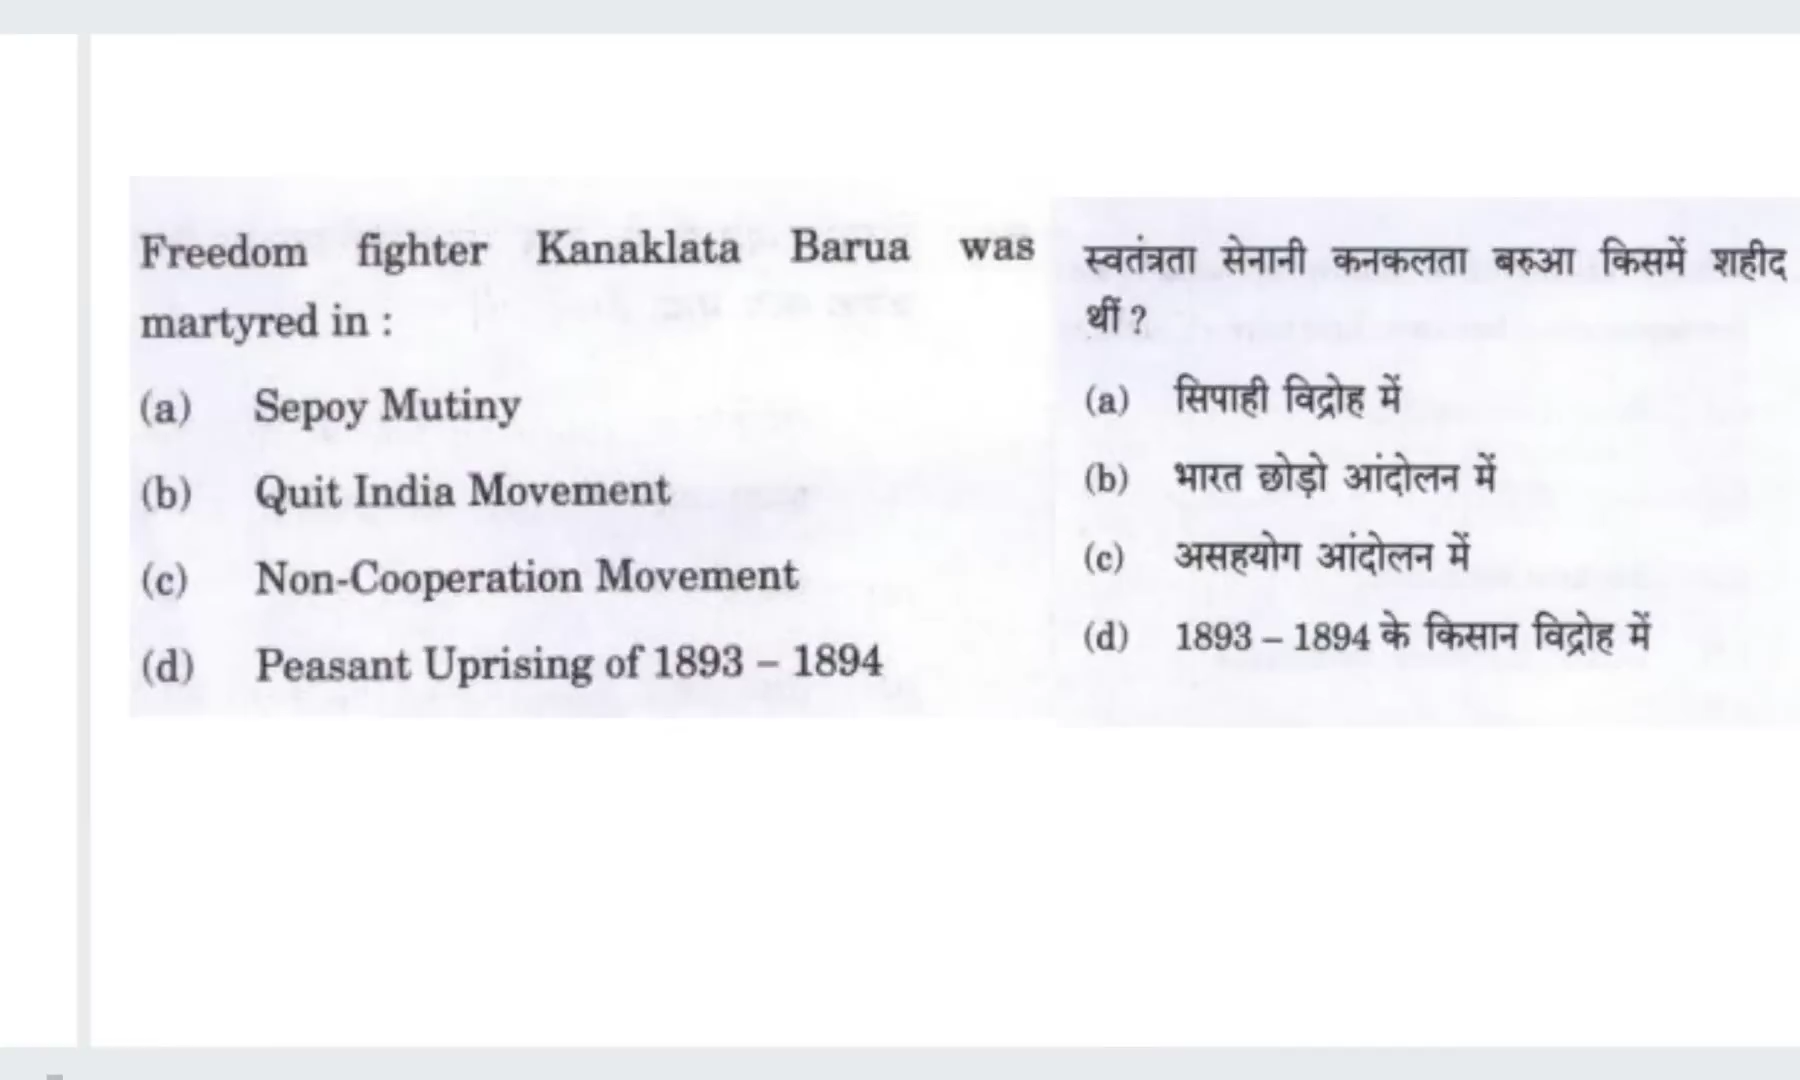 Freedom fighter Kanaklata Barua was
martyred in :
(a) Sepoy Mutiny
(b) Quit India Movement
(c) Non-Cooperation Movement
(d) Peasant Uprising of 1893 – 1894
स्वतंत्रता सेनानी कनकलता बरुआ किसमें शहीद
थीं ?
(a) सिपाही विद्रोह में
(b) भारत छोड़ो आंदोलन में
(c) असहयोग आंदोलन में
(d) 1893 – 1894 के किसान विद्रोह में